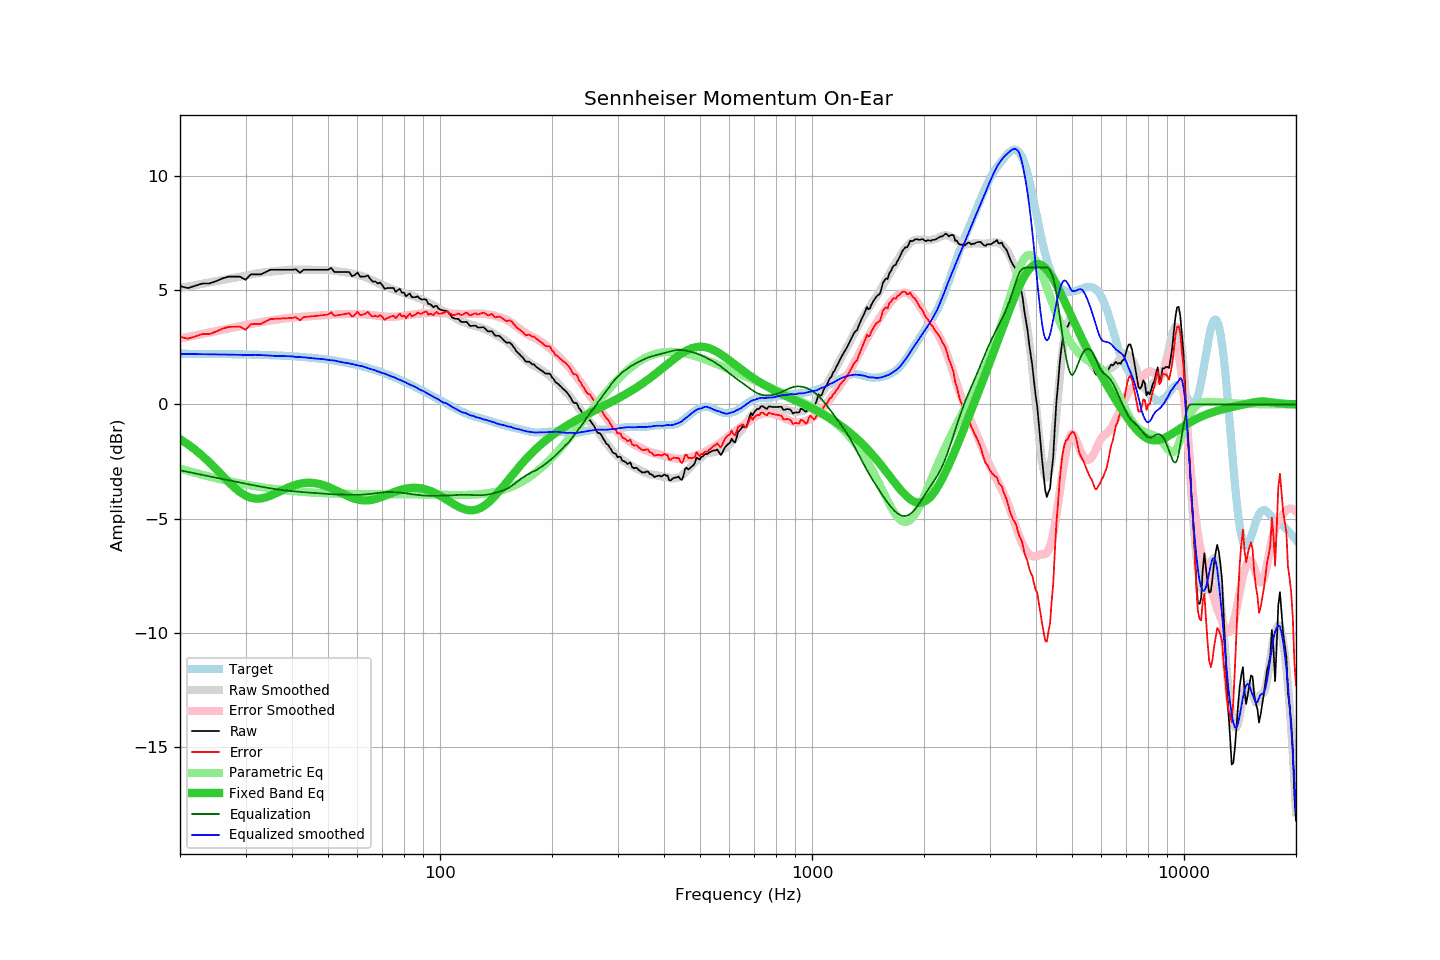 Sennheiser Momentum On-Ear
10
5
0
−5
−10
−15
Amplitude (dBr)
Target
Raw Smoothed
Error Smoothed
Raw
Error
Parametric Eq
Fixed Band Eq
Equalization
Equalized smoothed
100
1000
10000
Frequency (Hz)